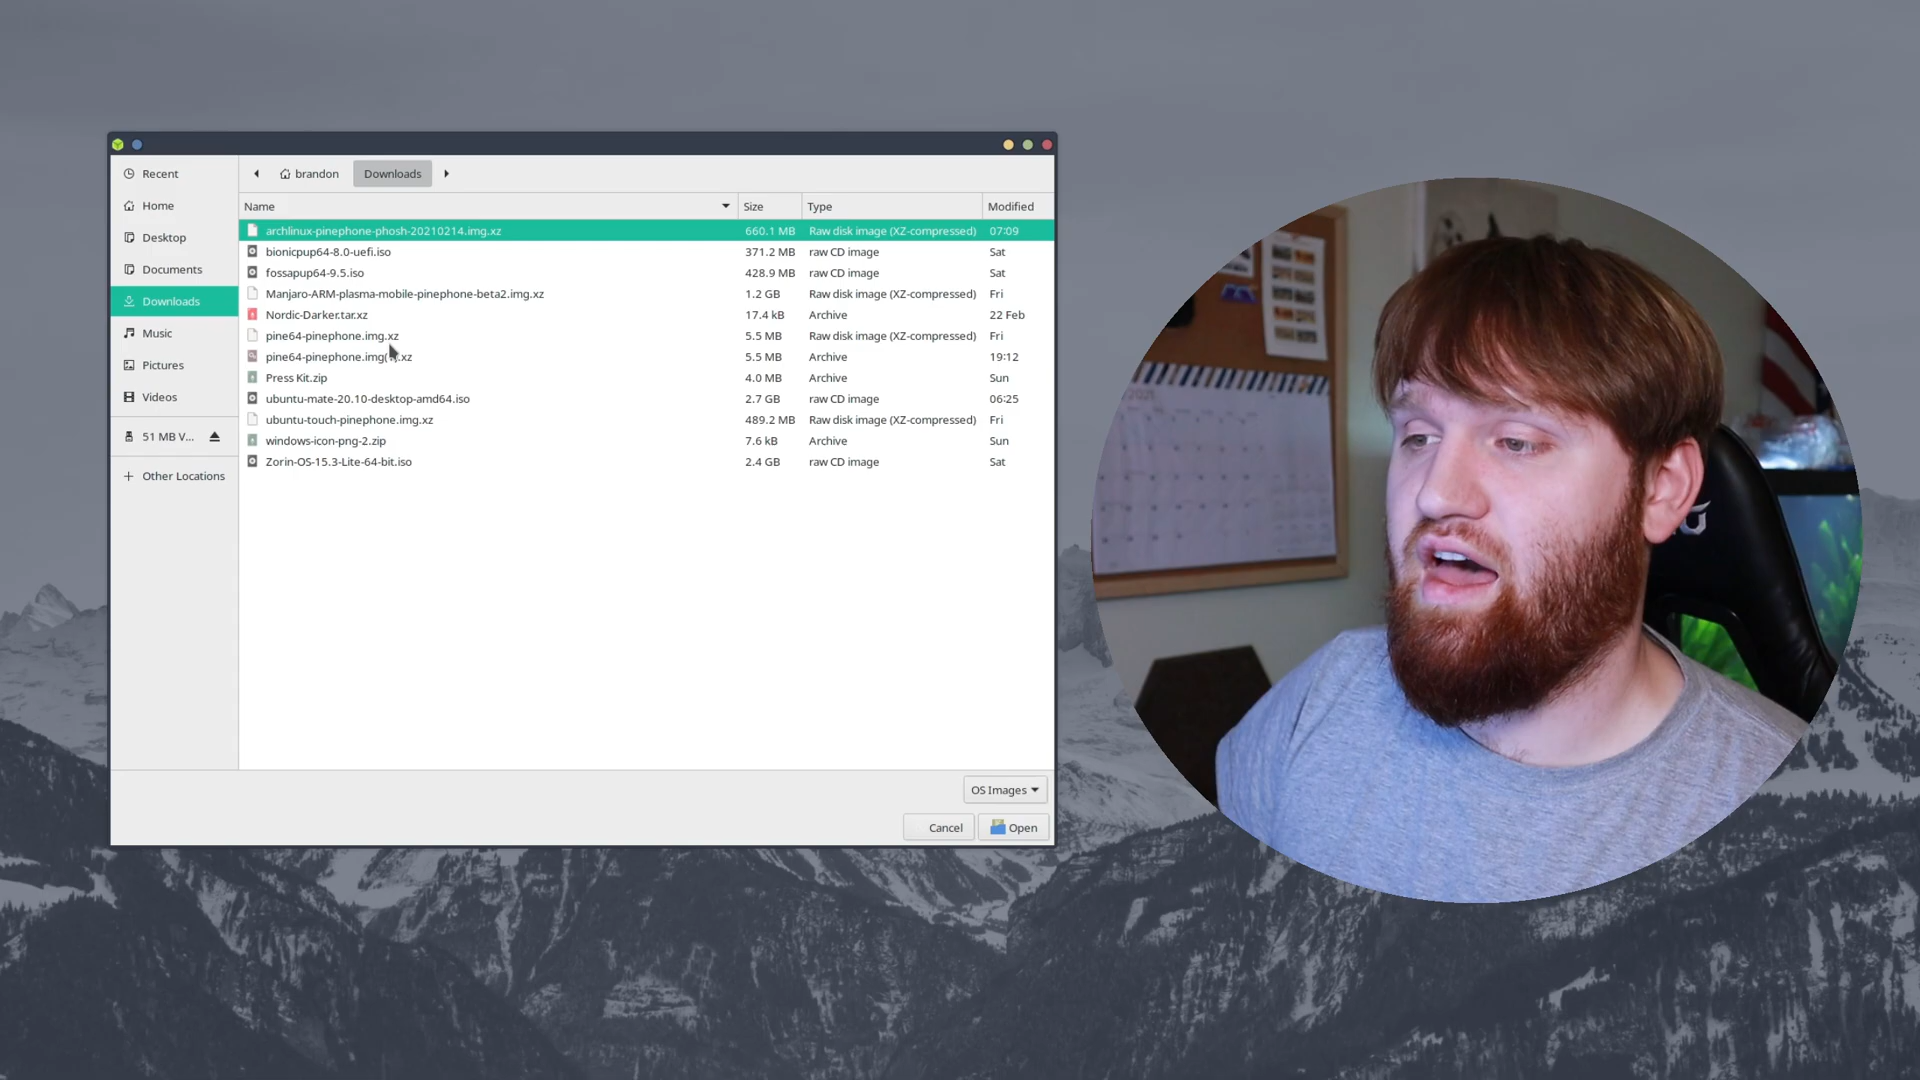 Recent
Home
Desktop
Documents
Downloads
Music
Pictures
Videos
51 MB V...
Other Locations
brandon Downloads
Name Size Type Modified
archlinux-pinephone-phosh-20210214.img.xz 660.1 MB Raw disk image (XZ-compressed) 07:09
bionicpup64-8.0-uefi.iso 371.2 MB raw CD image Sat
fossapup64-9.5.iso 428.9 MB raw CD image Sat
Manjaro-ARM-plasma-mobile-pinephone-beta2.img.xz 1.2 GB Raw disk image (XZ-compressed) Fri
Nordic-Darker.tar.xz 17.4 kB Archive 22 Feb
pine64-pinephone.img.xz 5.5 MB Raw disk image (XZ-compressed) Fri
5.5 MB Archive 19:12
Press Kit.zip 4.0 MB Archive Sun
ubuntu-mate-20.10-desktop-amd64.iso 2.7 GB raw CD image 06:25
ubuntu-touch-pinephone.img.xz 489.2 MB Raw disk image (XZ-compressed) Fri
windows-icon-png-2.zip 7.6 kB Archive Sun
Zorin-OS-15.3-Lite-64-bit.iso 2.4 GB raw CD image Sat
OS Images
Cancel Open